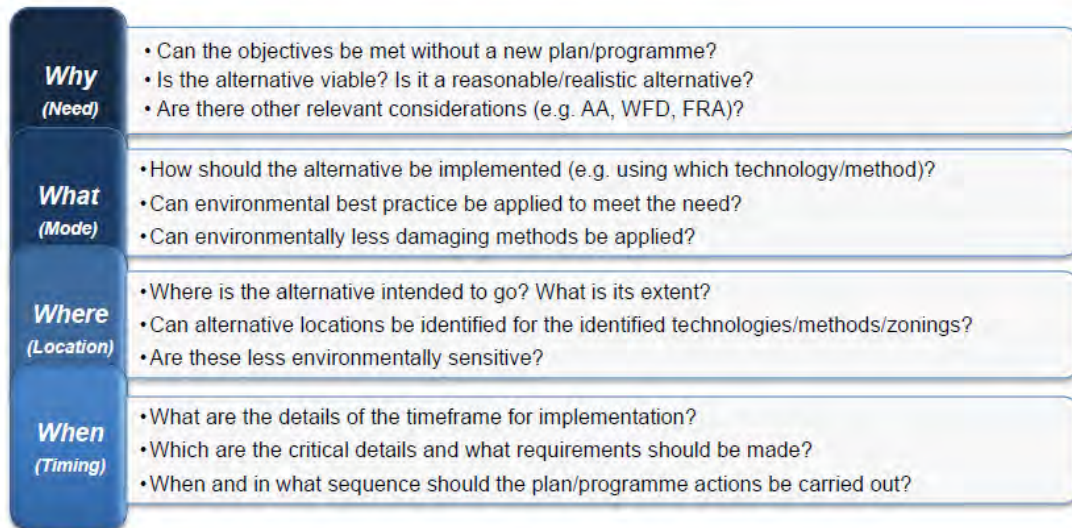 Why
(Need)
• Can the objectives be met without a new plan/programme?
• Is the alternative viable? Is it a reasonable/realistic alternative?
• Are there other relevant considerations (e.g. AA, WFD, FRA)?
What
(Mode)
•How should the alternative be implemented (e.g. using which technology/method)?
•Can environmental best practice be applied to meet the need?
•Can environmentally less damaging methods be applied?
Where
(Location)
•Where is the alternative intended to go? What is its extent?
•Can alternative locations be identified for the identified technologies/methods/zonings?
•Are these less environmentally sensitive?
When
(Timing)
•What are the details of the timeframe for implementation?
•Which are the critical details and what requirements should be made?
•When and in what sequence should the plan/programme actions be carried out?